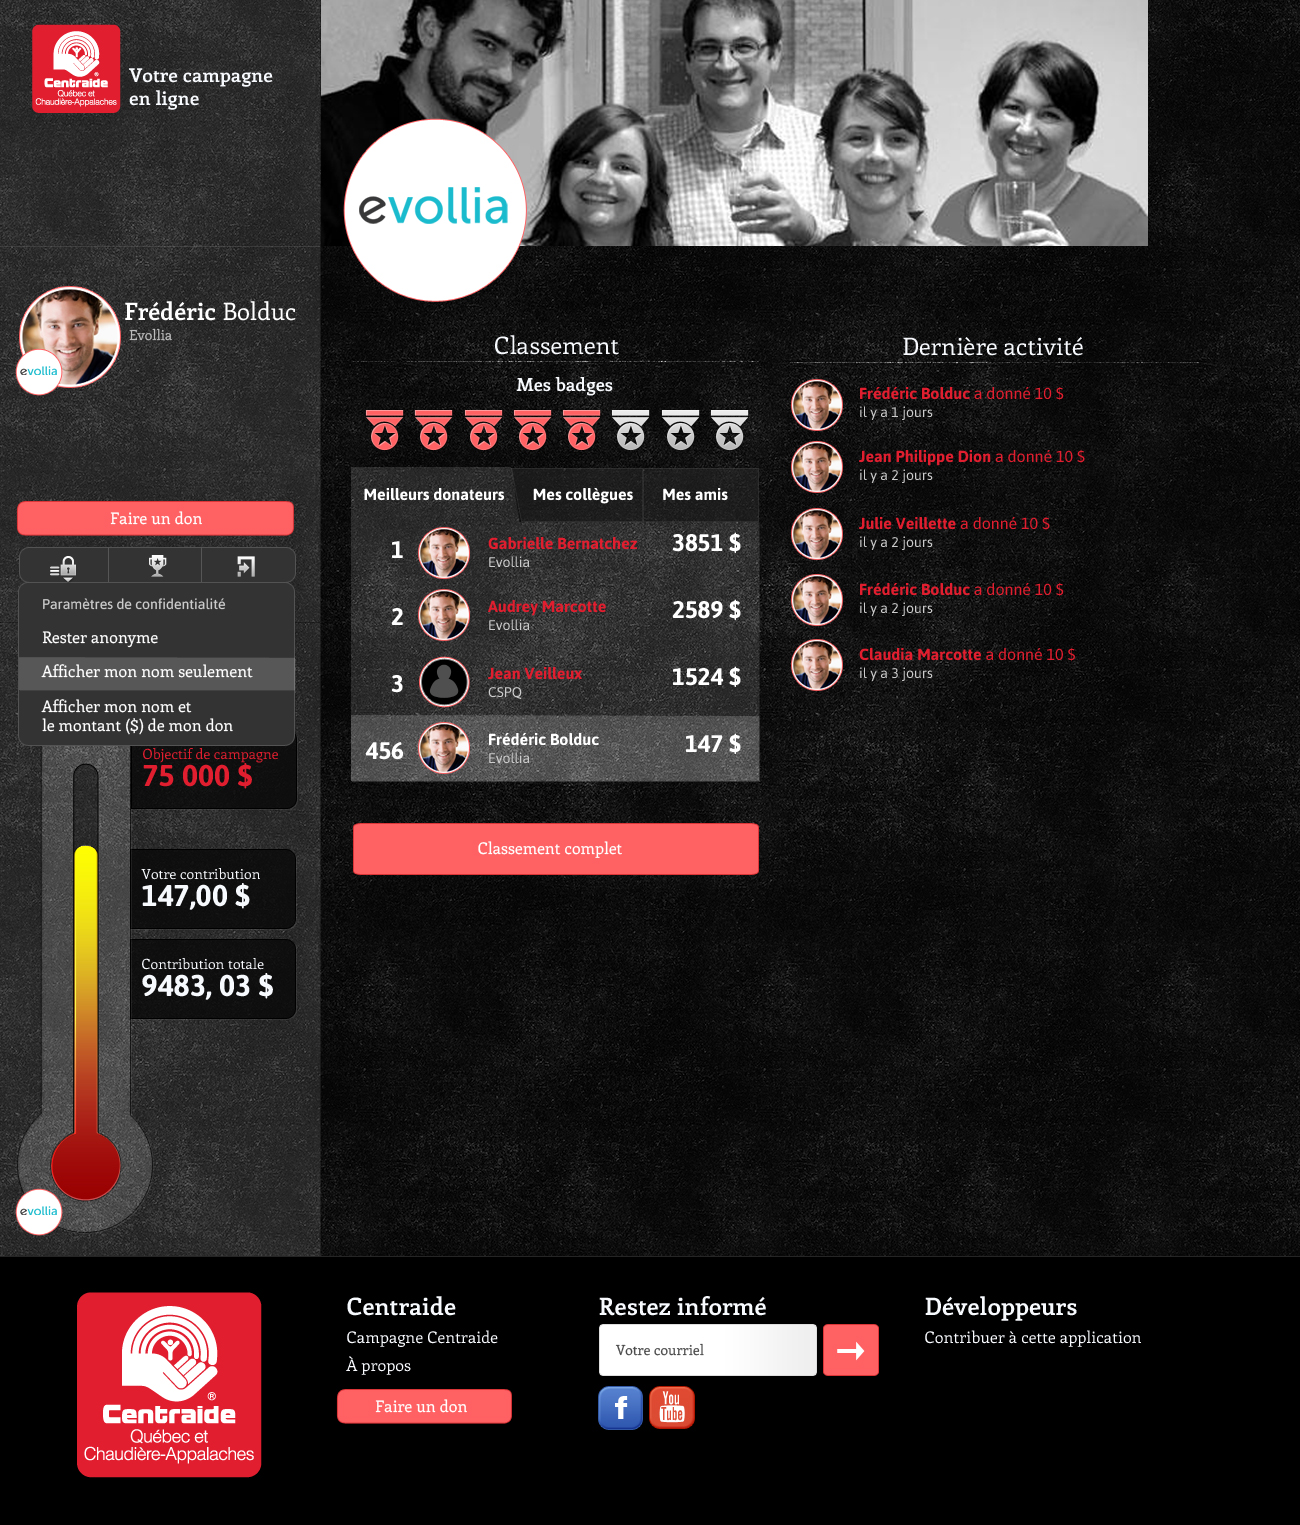 Centraide
Québec et
Chaudière-Appalaches
Votre campagne
en ligne
evollia
Frédéric Bolduc
Evollia
evollia
Faire un don
Paramètres de confidentialité
Rester anonyme
Afficher mon nom seulement
Afficher mon nom et
le montant ($) de mon don
Objectif de campagne
75 000 $
Votre contribution
147,00 $
Contribution totale
9483, 03 $
evollia
Classement
Mes badges
Meilleurs donateurs Mes collègues Mes amis
1 Gabrielle Bernatchez 3851 $
Evollia
2 Audrey Marcotte 2589 $
Evollia
3 Jean Veilleux 1524 $
CSPQ
456 Frédéric Bolduc 147 $
Evollia
Classement complet
Dernière activité
Frédéric Bolduc a donné 10 $
il y a 1 jours
Jean Philippe Dion a donné 10 $
il y a 2 jours
Julie Veillette a donné 10 $
il y a 2 jours
Frédéric Bolduc a donné 10 $
il y a 2 jours
Claudia Marcotte a donné 10 $
il y a 3 jours
Centraide
Québec et
Chaudière-Appalaches
Centraide
Campagne Centraide
À propos
Faire un don
Restez informé
Votre courriel
f
You
Tube
Développeurs
Contribuer à cette application